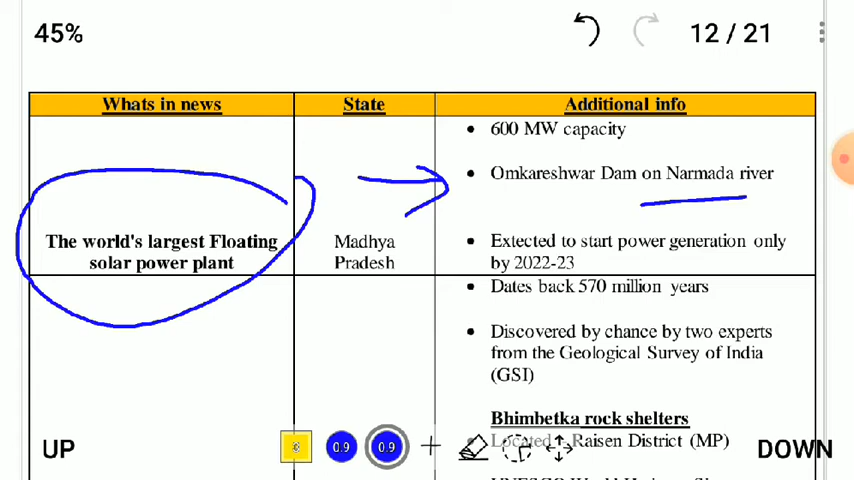 45%
12 / 21
Whats in news
State
Additional info
600 MW capacity
Omkareshwar Dam on Narmada river
The world's largest Floating
solar power plant
Madhya
Pradesh
Extected to start power generation only
by 2022-23
Dates back 570 million years
Discovered by chance by two experts
from the Geological Survey of India
(GSI)
Bhimbetka rock shelters
Located Raisen District (MP)
UP
0.9
0.9
DOWN